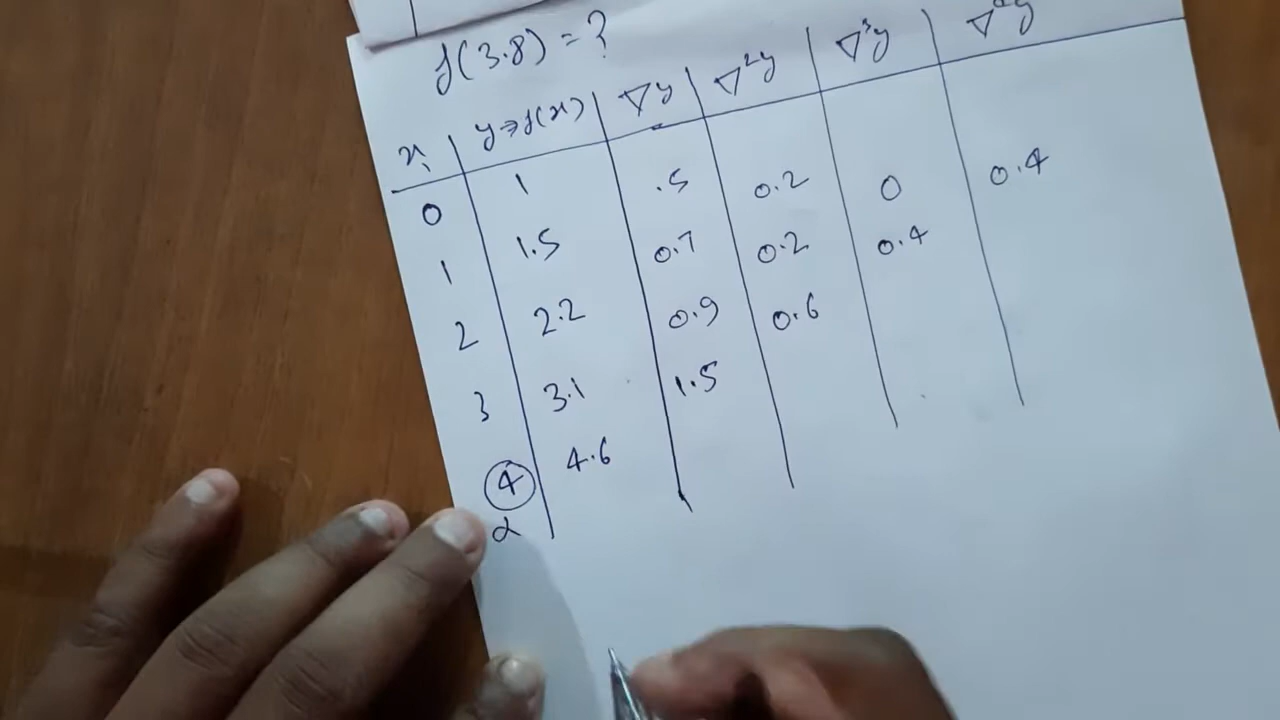 f(3.8) = ?
x y⇒f(x) ∇y ∇²y ∇³y ∇⁴y
0 1 .5 0.2 0 0.4
1 1.5 0.7 0.2 0.4
2 2.2 0.9 0.6
3 3.1 1.5
4 4.6
α